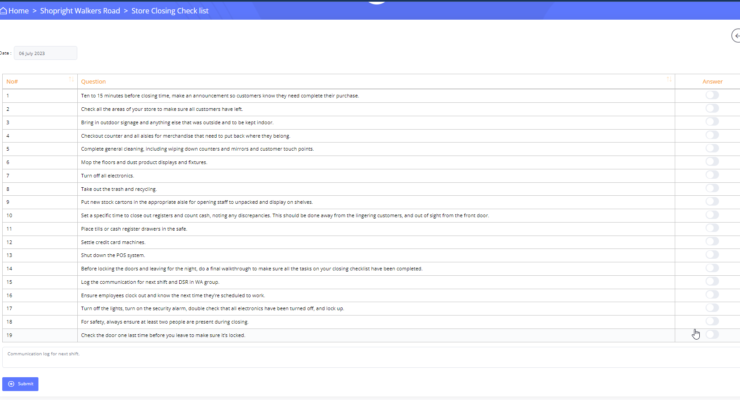 Home > Shopright Walkers Road > Store Closing Check list
Date : 06 July 2023
No# Question Answer
1 Ten to 15 minutes before closing time, make an announcement so customers know they need complete their purchase.
2 Check all the areas of your store to make sure all customers have left.
3 Bring in outdoor signage and anything else that was outside and to be kept indoor.
4 Checkout counter and all aisles for merchandise that need to put back where they belong.
5 Complete general cleaning, including wiping down counters and mirrors and customer touch points.
6 Mop the floors and dust product displays and fixtures.
7 Turn off all electronics.
8 Take out the trash and recycling.
9 Put new stock cartons in the appropriate aisle for opening staff to unpacked and display on shelves.
10 Set a specific time to close out registers and count cash, noting any discrepancies. This should be done away from the lingering customers, and out of sight from the front door.
11 Place tills or cash register drawers in the safe.
12 Settle credit card machines.
13 Shut down the POS system.
14 Before locking the doors and leaving for the night, do a final walkthrough to make sure all the tasks on your closing checklist have been completed.
15 Log the communication for next shift and DSR in WA group.
16 Ensure employees clock out and know the next time they're scheduled to work.
17 Turn off the lights, turn on the security alarm, double check that all electronics have been turned off, and lock up.
18 For safety, always ensure at least two people are present during closing.
19 Check the door one last time before you leave to make sure it's locked.
Communication log for next shift
Submit